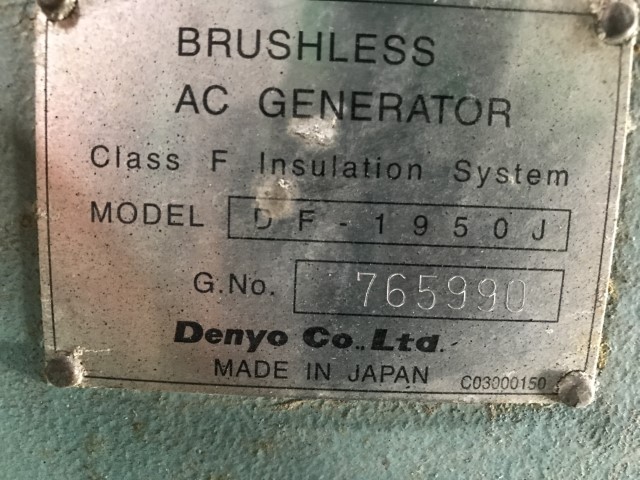 BRUSHLESS
AC GENERATOR
Class F Insulation System
MODEL DF-1950J
G.No. 765990
Denyo Co.,Ltd.
MADE IN JAPAN C03000150